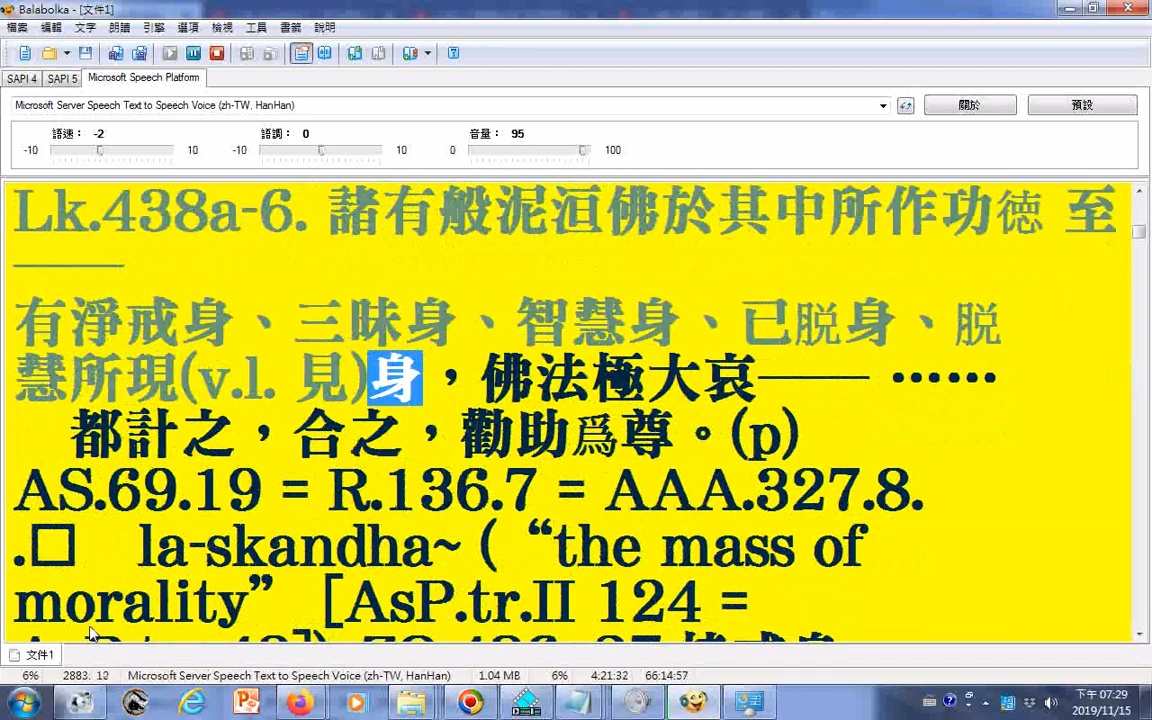 Balabolka - [文件1]
檔案 編輯 文字 朗讀 引擎 選項 檢視 工具 書籤 說明
SAPI 4 SAPI 5 Microsoft Speech Platform
Microsoft Server Speech Text to Speech Voice (zh-TW, HanHan) 關於 預設
語速： -2 語調： 0 音量： 95
-10 10 -10 10 0 100
Lk.438a-6. 諸有般泥洹佛於其中所作功徳 至
——
有淨戒身、三昧身、智慧身、已脱身、脱
慧所現(v.l. 見)身，佛法極大哀—— ⋯⋯
都計之，合之，勸助爲尊。(p)
AS.69.19 = R.136.7 = AAA.327.8.
.□ la-skandha~ ( “the mass of
morality” [AsP.tr.II 124 =
文件1
6% 2883: 10 Microsoft Server Speech Text to Speech Voice (zh-TW, HanHan) 1.04 MB 6% 4:21:32 66:14:57
下午 07:29
2019/11/15